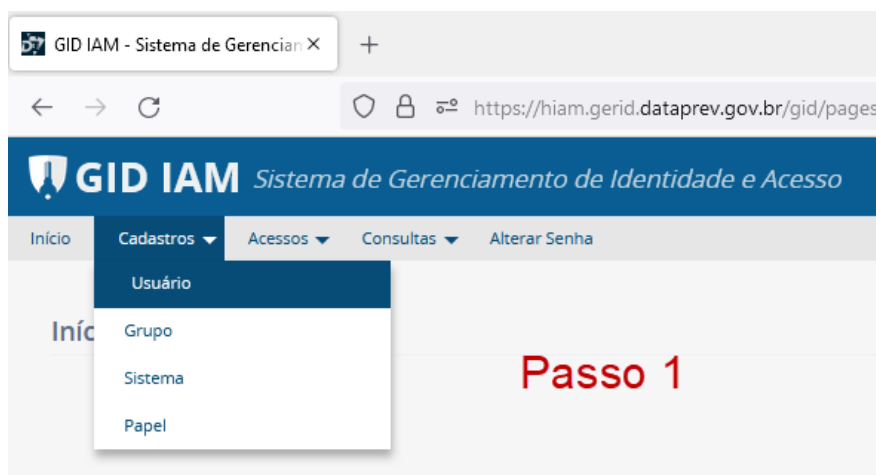 GID IAM - Sistema de Gerencian
https://hiam.gerid.dataprev.gov.br/gid/pages
GID IAM Sistema de Gerenciamento de Identidade e Acesso
Início Cadastros Acessos Consultas Alterar Senha
Usuário
Iníc
Grupo
Sistema
Passo 1
Papel